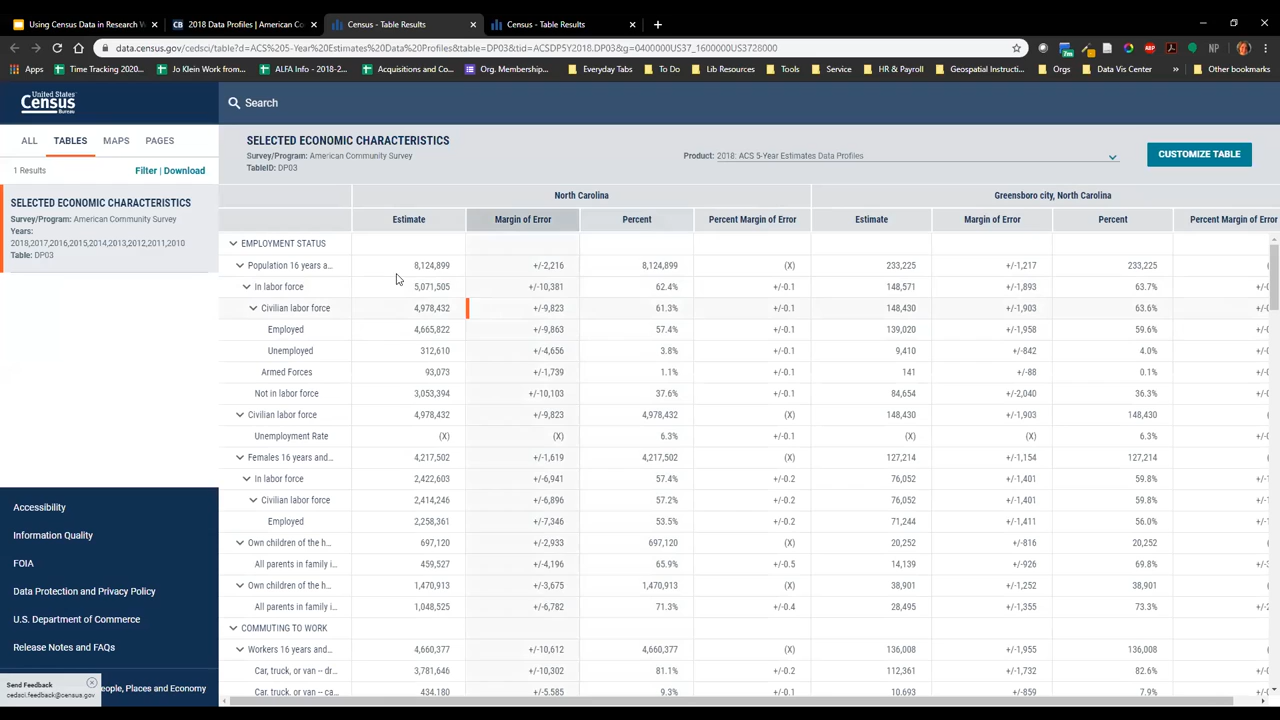 Using Census Data in Research W
2018 Data Profiles | American Co
Census - Table Results
Census - Table Results
data.census.gov/cedsci/table?d=ACS%205-Year%20Estimates%20Data%20Profiles&table=DP03&tid=ACSDP5Y2018.DP03&g=0400000US37_1600000US3728000
Apps
Time Tracking 2020...
Jo Klein Work from...
ALFA Info - 2018-2...
Acquisitions and Co...
Org. Membership...
Everyday Tabs
To Do
Lib Resources
Tools
Service
HR & Payroll
Geospatial Instructi...
Orgs
Data Vis Center
»
Other bookmarks
United States
Census
Bureau
Search
ALL TABLES MAPS PAGES
1 Results
Filter | Download
SELECTED ECONOMIC CHARACTERISTICS
Survey/Program: American Community Survey
Years:
2018,2017,2016,2015,2014,2013,2012,2011,2010
Table: DP03
SELECTED ECONOMIC CHARACTERISTICS
Survey/Program: American Community Survey
TableID: DP03
Product: 2018: ACS 5-Year Estimates Data Profiles
CUSTOMIZE TABLE
North Carolina Greensboro city, North Carolina
Estimate Margin of Error Percent Percent Margin of Error Estimate Margin of Error Percent Percent Margin of Error
EMPLOYMENT STATUS
Population 16 years a... 8,124,899 +/-2,216 8,124,899 (X) 233,225 +/-1,217 233,225
In labor force 5,071,505 +/-10,381 62.4% +/-0.1 148,571 +/-1,893 63.7% +/-0
Civilian labor force 4,978,432 +/-9,823 61.3% +/-0.1 148,430 +/-1,903 63.6% +/-0
Employed 4,665,822 +/-9,863 57.4% +/-0.1 139,020 +/-1,958 59.6% +/-0
Unemployed 312,610 +/-4,656 3.8% +/-0.1 9,410 +/-842 4.0% +/-0
Armed Forces 93,073 +/-1,739 1.1% +/-0.1 141 +/-88 0.1% +/-0
Not in labor force 3,053,394 +/-10,103 37.6% +/-0.1 84,654 +/-2,040 36.3% +/-0
Civilian labor force 4,978,432 +/-9,823 4,978,432 (X) 148,430 +/-1,903 148,430
Unemployment Rate (X) (X) 6.3% +/-0.1 (X) (X) 6.3% +/-0
Females 16 years and... 4,217,502 +/-1,619 4,217,502 (X) 127,214 +/-1,154 127,214
In labor force 2,422,603 +/-6,941 57.4% +/-0.2 76,052 +/-1,401 59.8% +/-1
Civilian labor force 2,414,246 +/-6,896 57.2% +/-0.2 76,052 +/-1,401 59.8% +/-1
Employed 2,258,361 +/-7,346 53.5% +/-0.2 71,244 +/-1,411 56.0% +/-1
Own children of the h... 697,120 +/-2,933 697,120 (X) 20,252 +/-816 20,252
All parents in family i... 459,527 +/-4,196 65.9% +/-0.5 14,139 +/-926 69.8% +/-3
Own children of the h... 1,470,913 +/-3,675 1,470,913 (X) 38,901 +/-1,252 38,901
All parents in family i... 1,048,525 +/-6,782 71.3% +/-0.4 28,495 +/-1,355 73.3% +/-2
COMMUTING TO WORK
Workers 16 years and... 4,660,377 +/-10,612 4,660,377 (X) 136,008 +/-1,955 136,008
Car, truck, or van -- dr... 3,781,646 +/-10,302 81.1% +/-0.2 112,361 +/-1,732 82.6% +/-0
Car, truck, or van -- ca... 434,180 +/-5,585 9.3% +/-0.1 10,693 +/-859 7.9% +/-0
Accessibility
Information Quality
FOIA
Data Protection and Privacy Policy
U.S. Department of Commerce
Release Notes and FAQs
Send Feedback
cedsci.feedback@census.gov
eople, Places and Economy